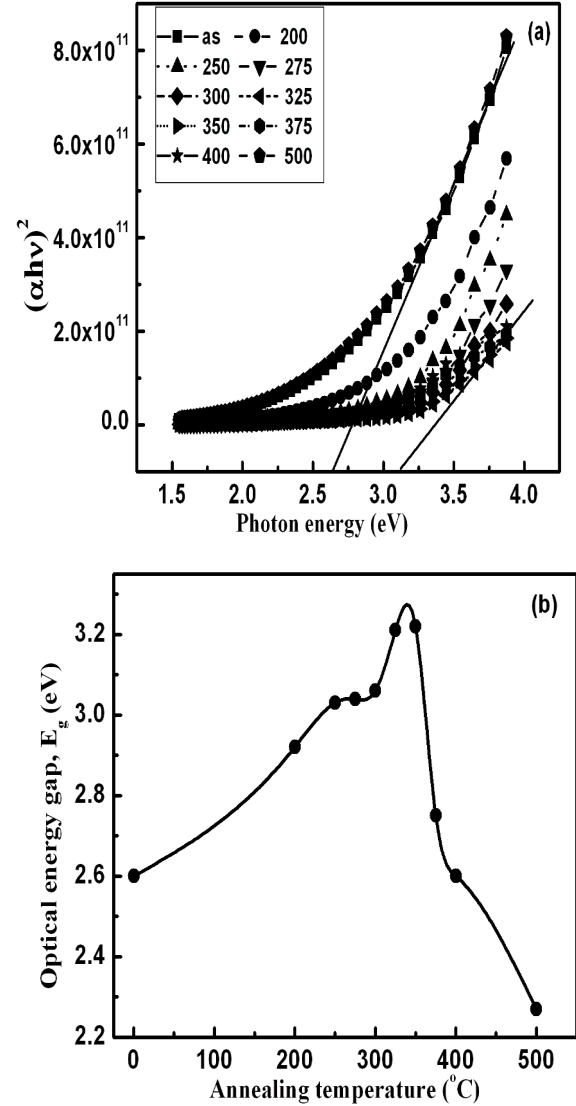 (a)
as 200
250 275
300 325
350 375
400 500
8.0x10^11
6.0x10^11
4.0x10^11
2.0x10^11
0.0
(αhν)^2
1.5 2.0 2.5 3.0 3.5 4.0
Photon energy (eV)
(b)
3.2
3.0
2.8
2.6
2.4
2.2
Optical energy gap, E_g (eV)
0 100 200 300 400 500
Annealing temperature (°C)